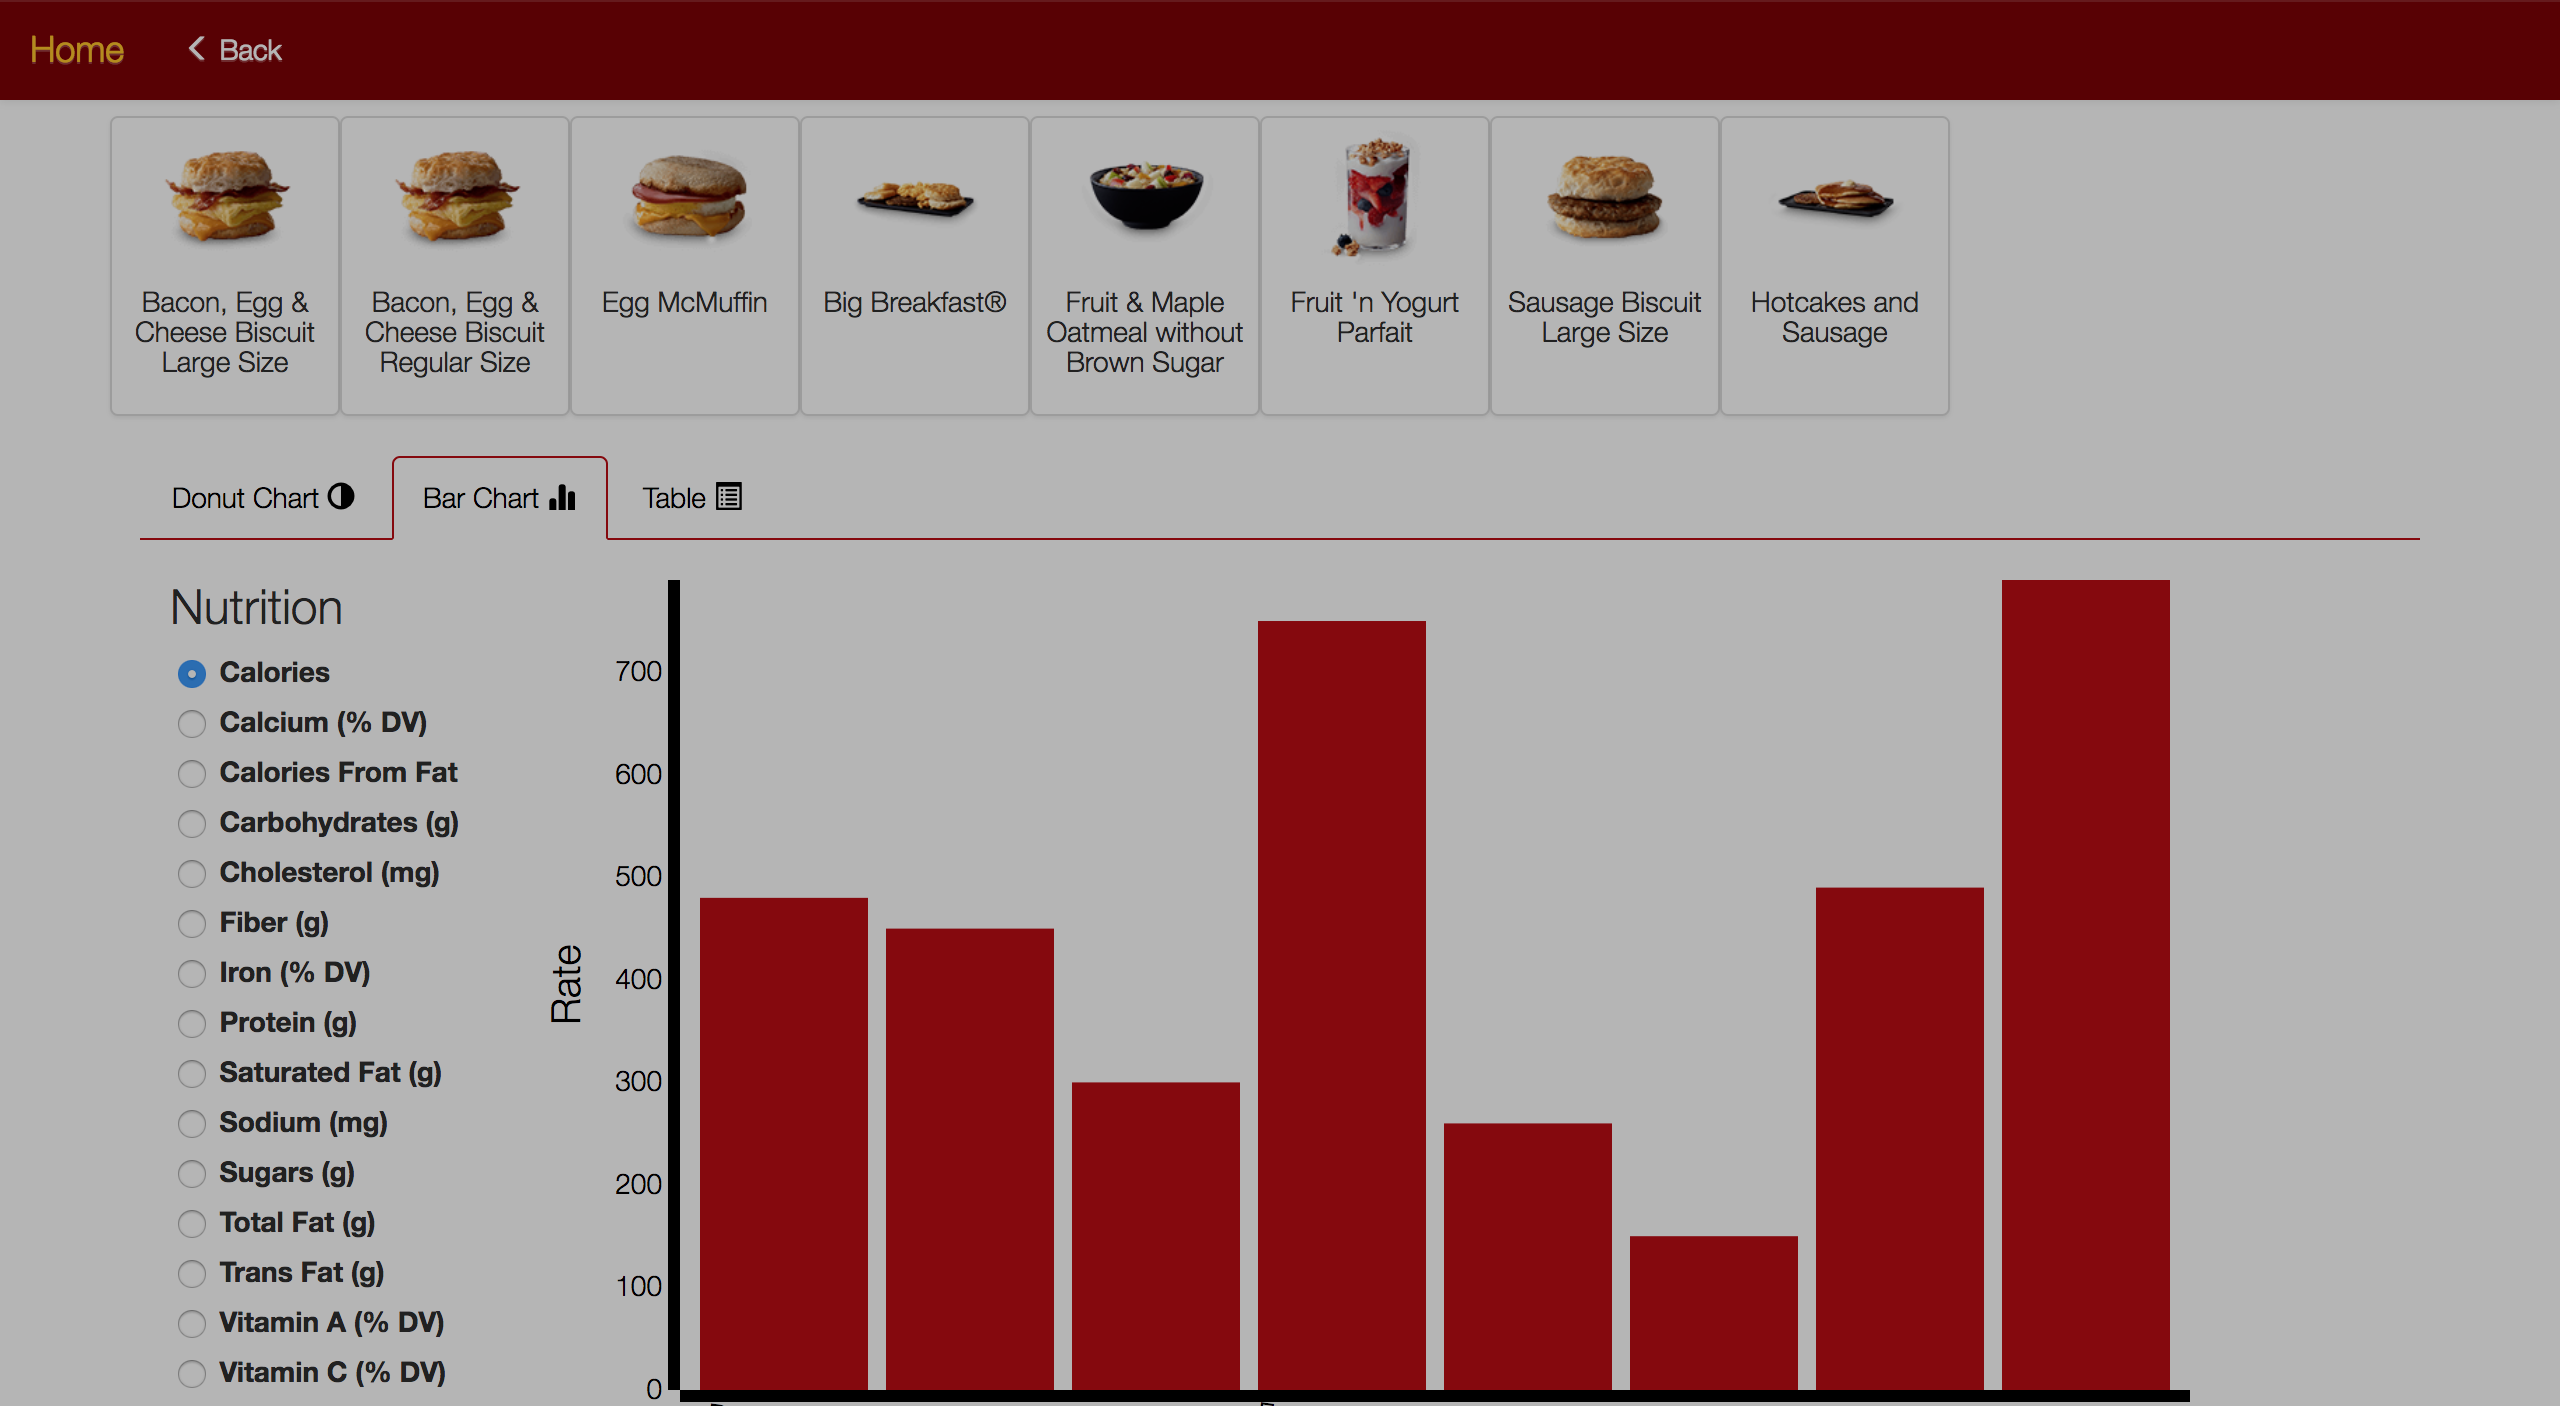 Home
Back
Bacon, Egg &
Cheese Biscuit
Large Size
Bacon, Egg &
Cheese Biscuit
Regular Size
Egg McMuffin
Big Breakfast®
Fruit & Maple
Oatmeal without
Brown Sugar
Fruit 'n Yogurt
Parfait
Sausage Biscuit
Large Size
Hotcakes and
Sausage
Donut Chart
Bar Chart
Table
Nutrition
Calories
Calcium (% DV)
Calories From Fat
Carbohydrates (g)
Cholesterol (mg)
Fiber (g)
Iron (% DV)
Protein (g)
Saturated Fat (g)
Sodium (mg)
Sugars (g)
Total Fat (g)
Trans Fat (g)
Vitamin A (% DV)
Vitamin C (% DV)
Rate
700
600
500
400
300
200
100
0